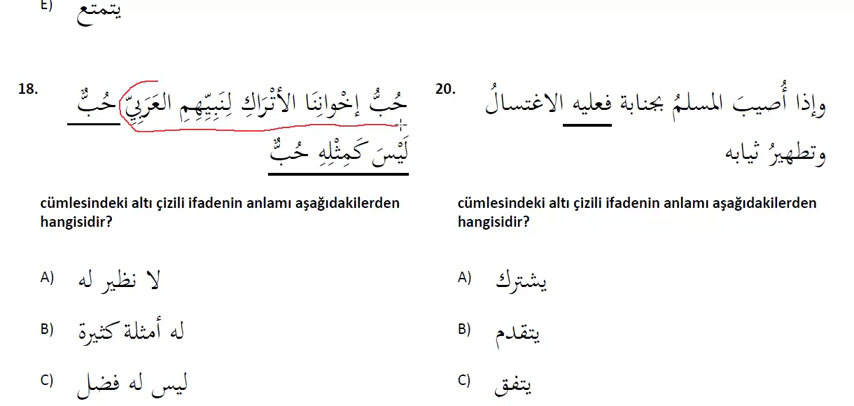 E) يتمتع
18. حُبُّ إخْوانِنَا الأتْرَاكِ لِنَبِيِّهِمِ العَرَبِيِّ حُبٌّ
لَيْسَ كَمِثْلِهِ حُبٌّ
cümlesindeki altı çizili ifadenin anlamı aşağıdakilerden
hangisidir?
A) لا نظير له
B) له أمثلة كثيرة
C) ليس له فضل
20. وإذا أُصيبَ المسلمُ بجنابة فعليه الاغتسالُ
وتطهيرُ ثيابه
cümlesindeki altı çizili ifadenin anlamı aşağıdakilerden
hangisidir?
A) يشترك
B) يتقدم
C) يتفق